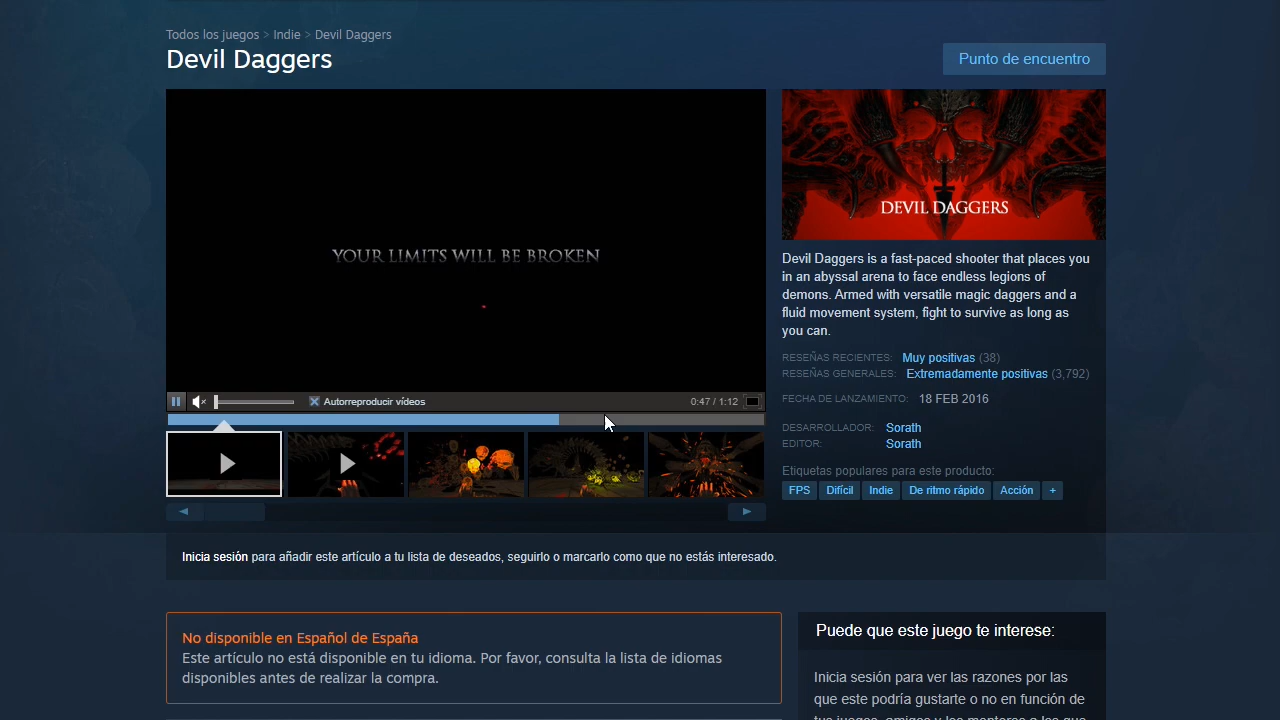 Todos los juegos > Indie > Devil Daggers
Devil Daggers
Punto de encuentro
YOUR LIMITS WILL BE BROKEN
Autorreproducir vídeos
0:47 / 1:12
DEVIL DAGGERS
Devil Daggers is a fast-paced shooter that places you
in an abyssal arena to face endless legions of
demons. Armed with versatile magic daggers and a
fluid movement system, fight to survive as long as
you can.
RESEÑAS RECIENTES: Muy positivas (38)
RESEÑAS GENERALES: Extremadamente positivas (3,792)
FECHA DE LANZAMIENTO: 18 FEB 2016
DESARROLLADOR: Sorath
EDITOR: Sorath
Etiquetas populares para este producto:
FPS Difícil Indie De ritmo rápido Acción +
Inicia sesión para añadir este artículo a tu lista de deseados, seguirlo o marcarlo como que no estás interesado.
No disponible en Español de España
Este artículo no está disponible en tu idioma. Por favor, consulta la lista de idiomas
disponibles antes de realizar la compra.
Puede que este juego te interese:
Inicia sesión para ver las razones por las
que este podría gustarte o no en función de
tus juegos, amigos y los mentores a los que